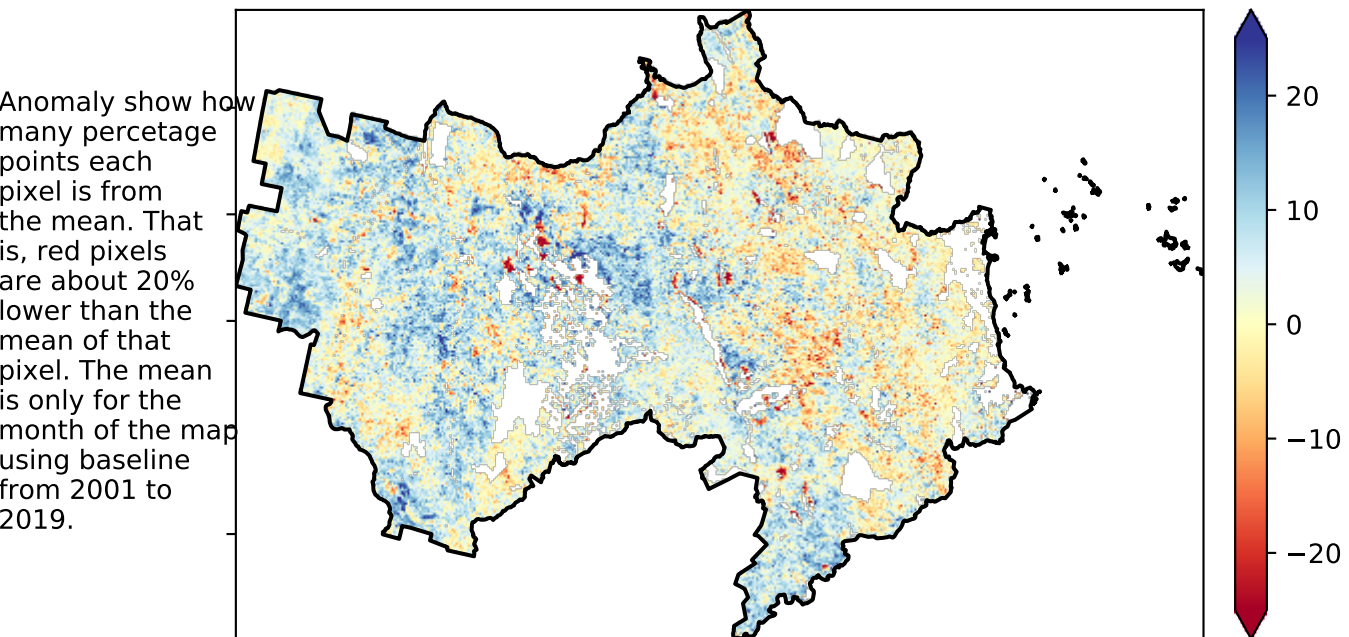 Anomaly show how
many percetage
points each
pixel is from
the mean. That
is, red pixels
are about 20%
lower than the
mean of that
pixel. The mean
is only for the
month of the map
using baseline
from 2001 to
2019.
20
10
0
−10
−20